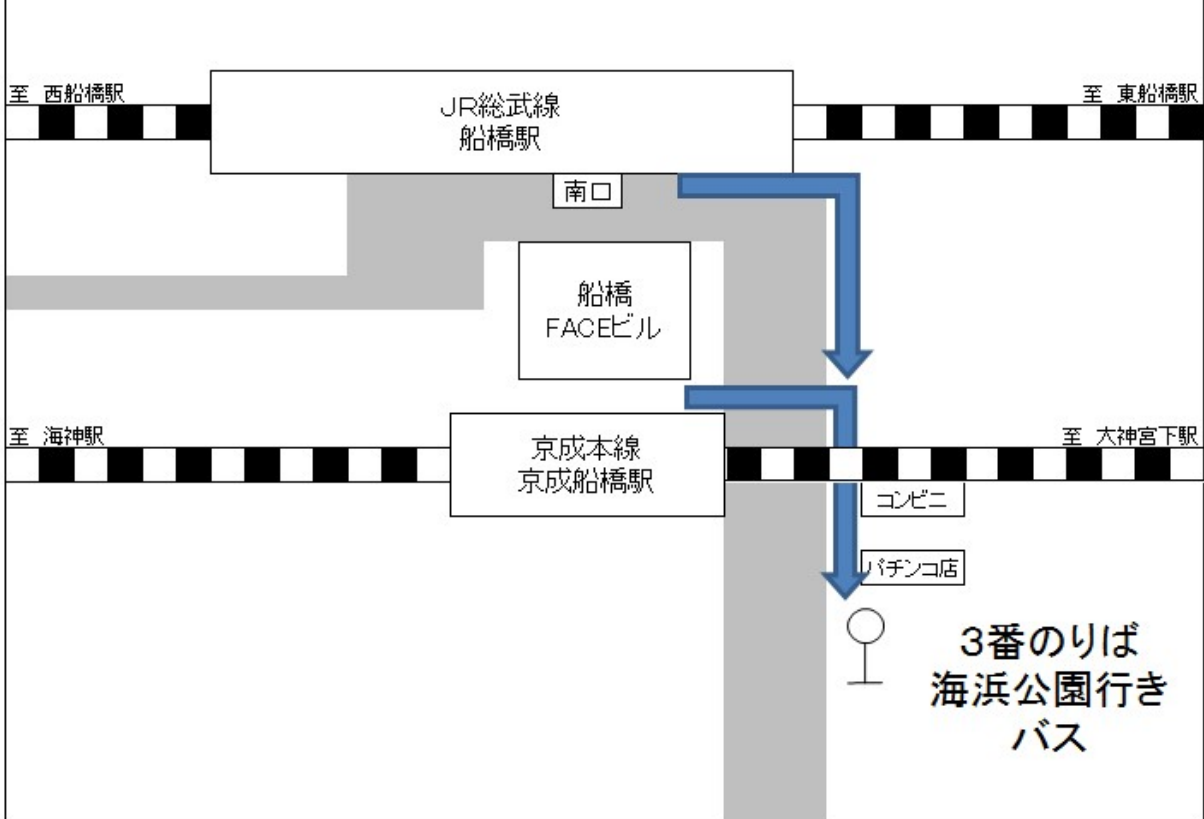 至 西船橋駅
JR総武線
船橋駅
至 東船橋駅
南口
船橋
FACEビル
至 海神駅
京成本線
京成船橋駅
至 大神宮下駅
コンビニ
パチンコ店
3番のりば
海浜公園行き
バス